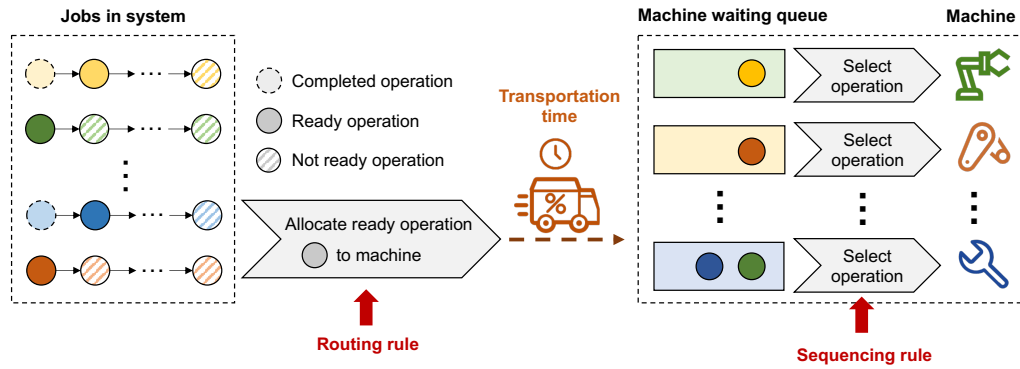 Jobs in system
Completed operation
Ready operation
Not ready operation
Allocate ready operation
to machine
Routing rule
Transportation
time
%
Machine waiting queue
Machine
Select
operation
Select
operation
Select
operation
Sequencing rule